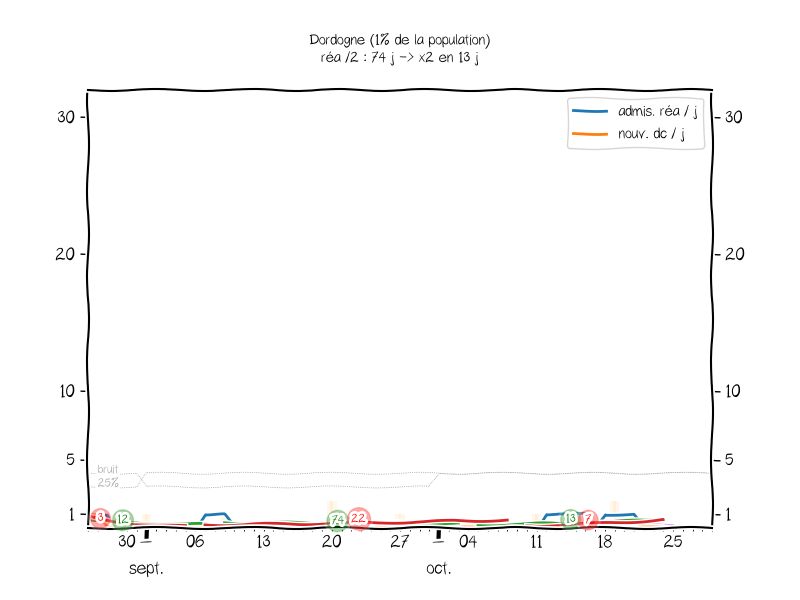 Dordogne (1% de la population)
réa /2 : 74 j -> x2 en 13 j
admis. réa / j
nouv. dc / j
30 30
20 20
10 10
5 5
bruit
25%
1 1
3 12 74 22 13 7
30 06 13 20 27 04 11 18 25
sept. oct.